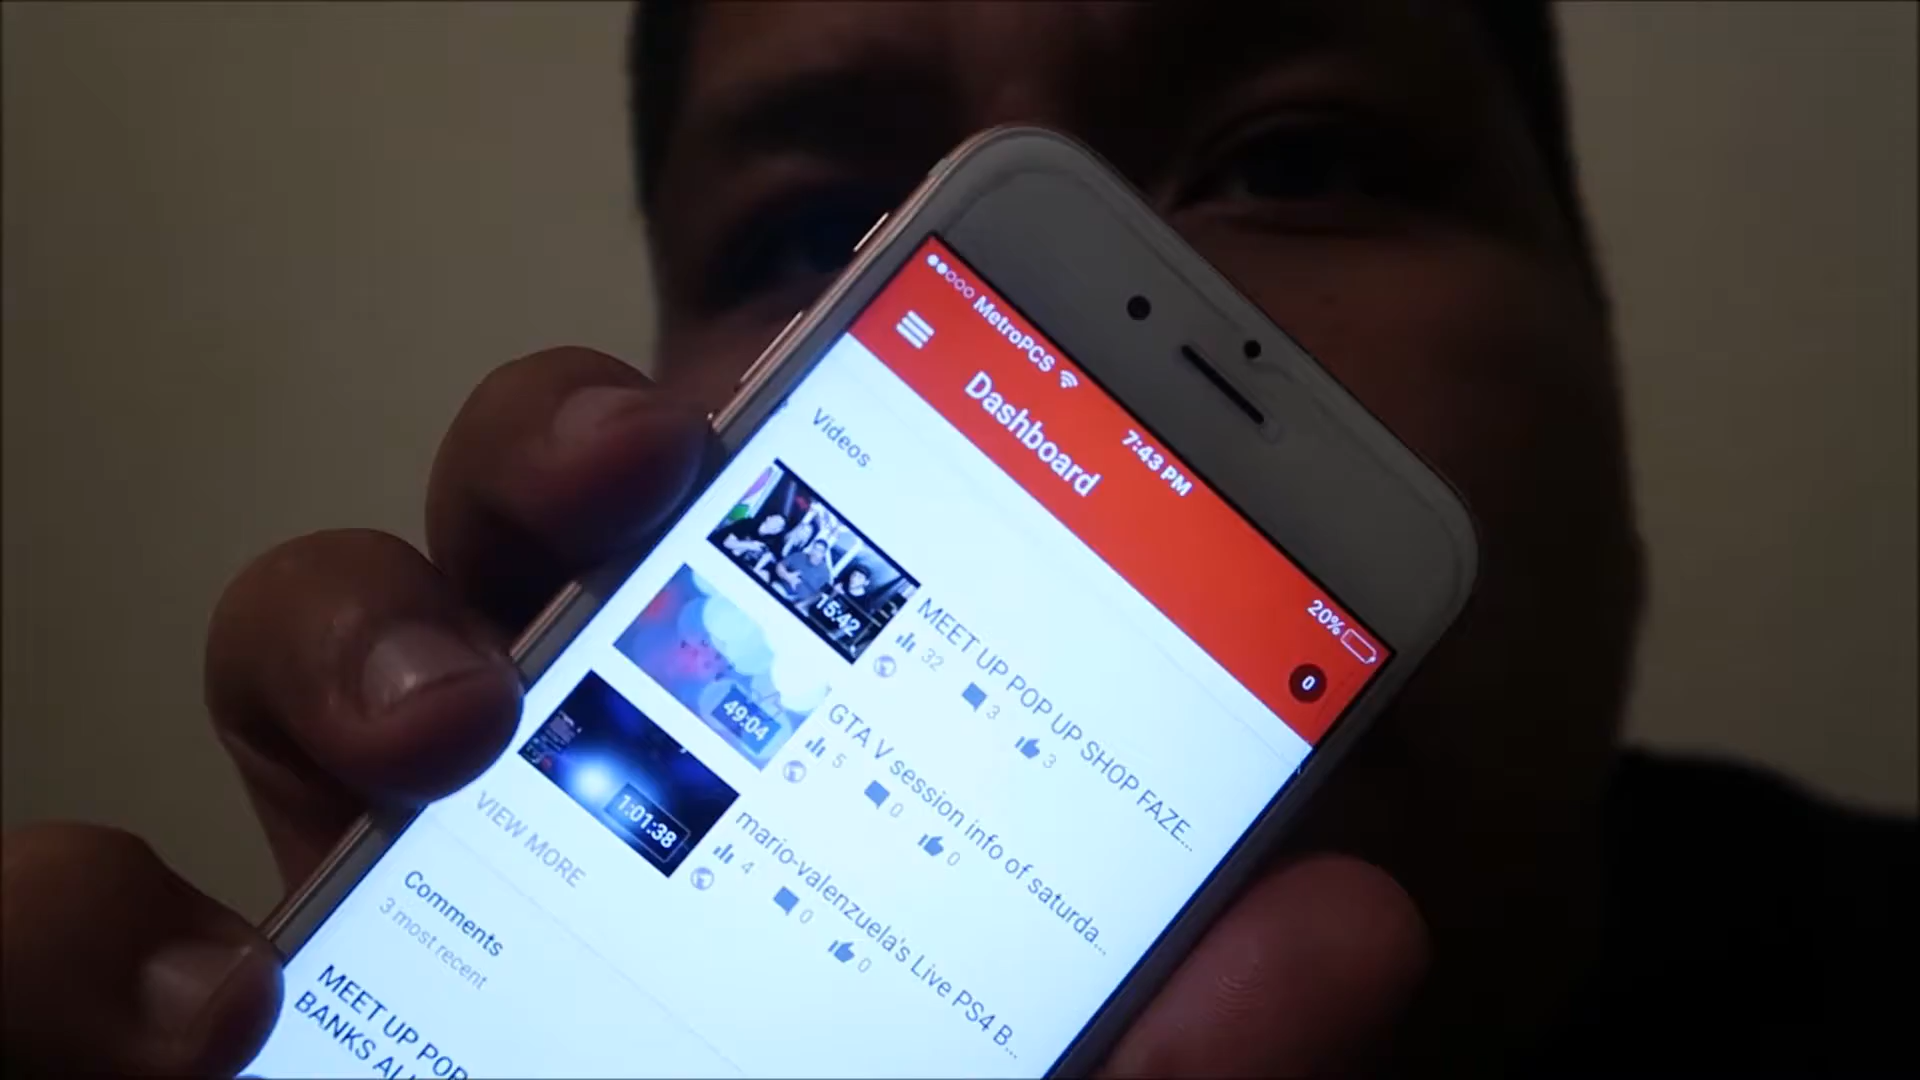 MetroPCS 7:43 PM 20%
Dashboard 0
Videos
15:42
MEET UP POP UP SHOP FAZE...
32 3 3
49:04
GTA V session info of saturda...
5 0 0
1:01:38
mario-valenzuela's Live PS4 B...
4 0 0
VIEW MORE
Comments
3 most recent
MEET UP POP
BANKS AL